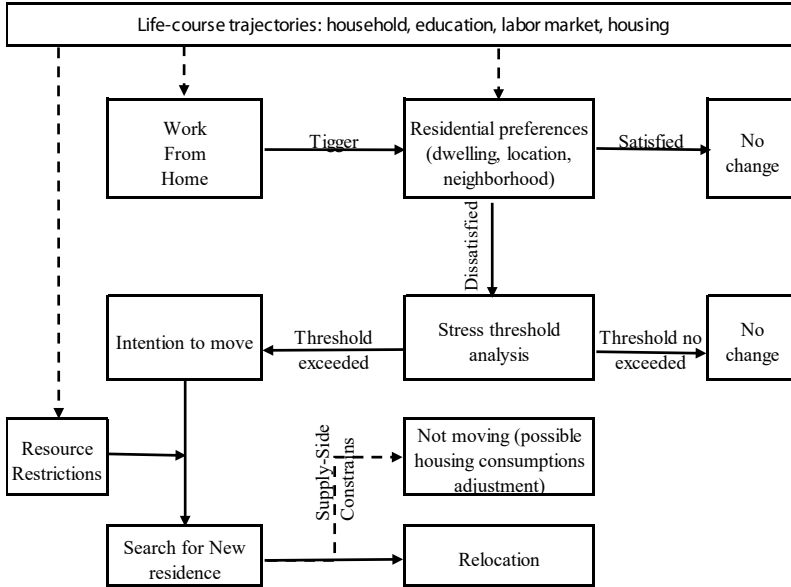 Life-course trajectories: household, education, labor market, housing
Work
From
Home
Tigger
Residential preferences
(dwelling, location,
neighborhood)
Satisfied
No
change
Dissatisfied
Intention to move
Threshold
exceeded
Stress threshold
analysis
Threshold no
exceeded
No
change
Resource
Restrictions
Supply-Side
Constrains
Not moving (possible
housing consumptions
adjustment)
Search for New
residence
Relocation